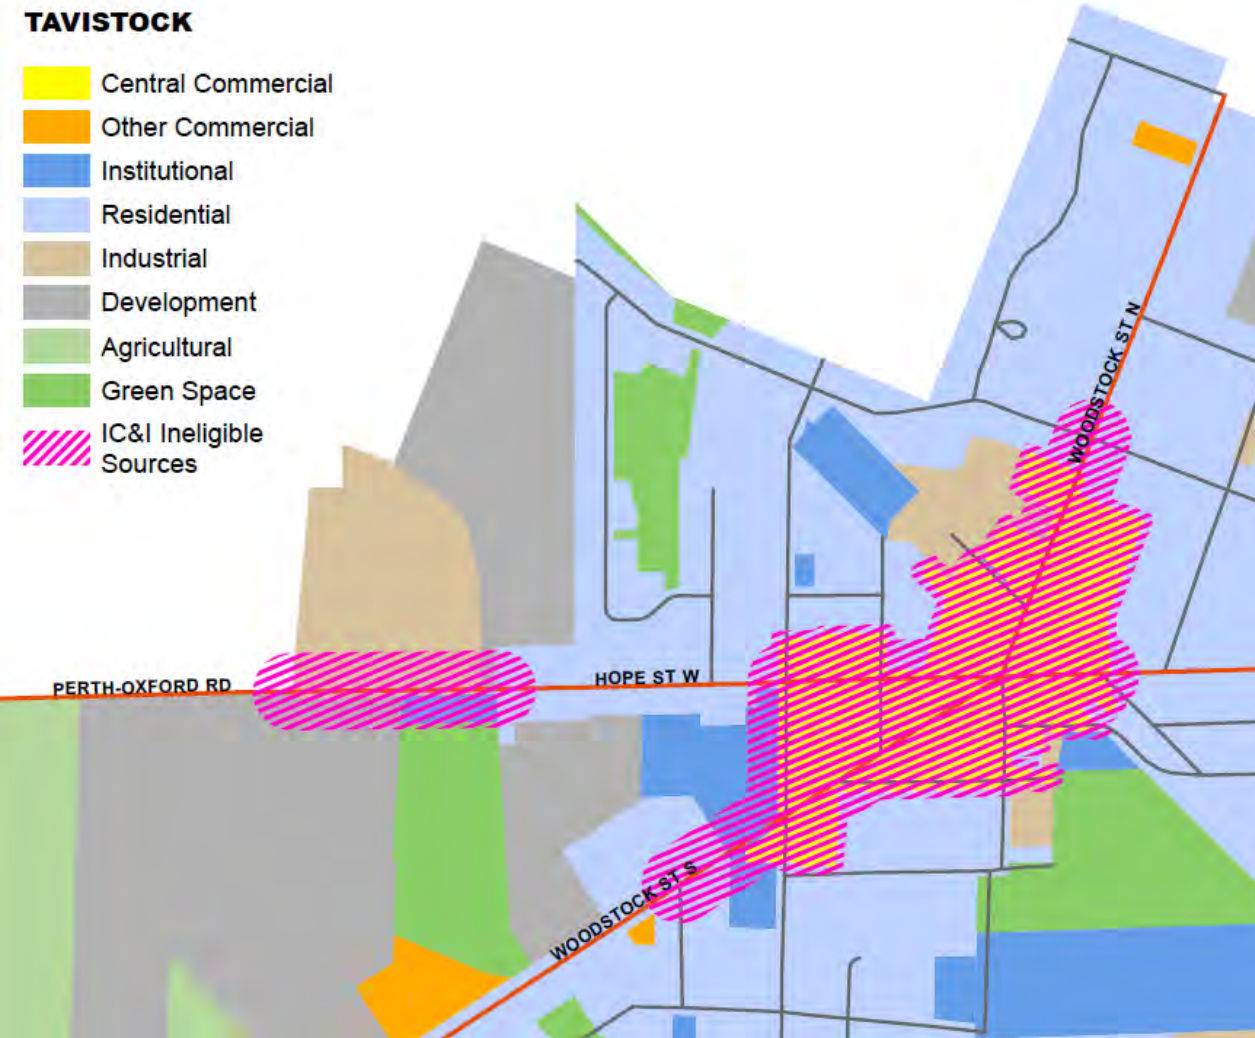 TAVISTOCK
Central Commercial
Other Commercial
Institutional
Residential
Industrial
Development
Agricultural
Green Space
IC&I Ineligible
Sources
WOODSTOCK ST N
PERTH-OXFORD RD
HOPE ST W
WOODSTOCK ST S